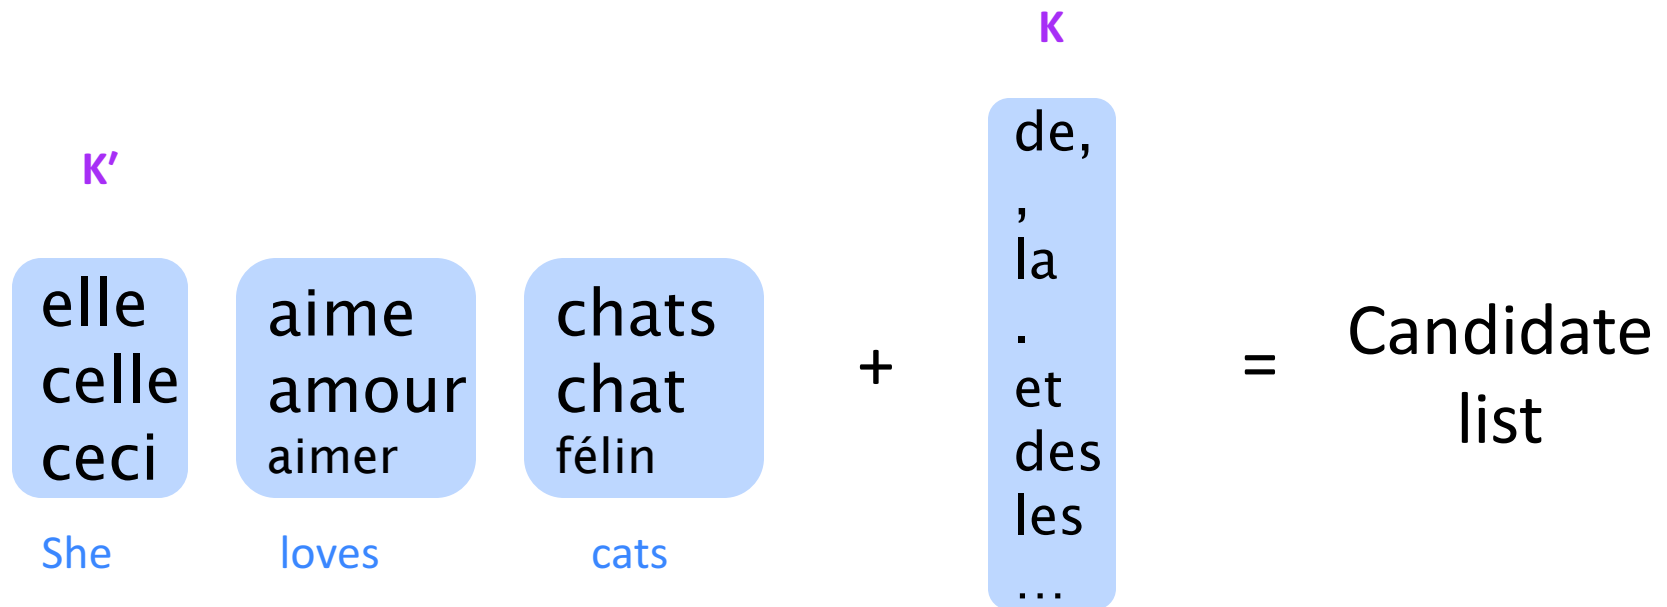 K′
elle
celle
ceci
She
aime
amour
aimer
loves
chats
chat
félin
cats
+
K
de,
,
la
.
et
des
les
…
=
Candidate
list